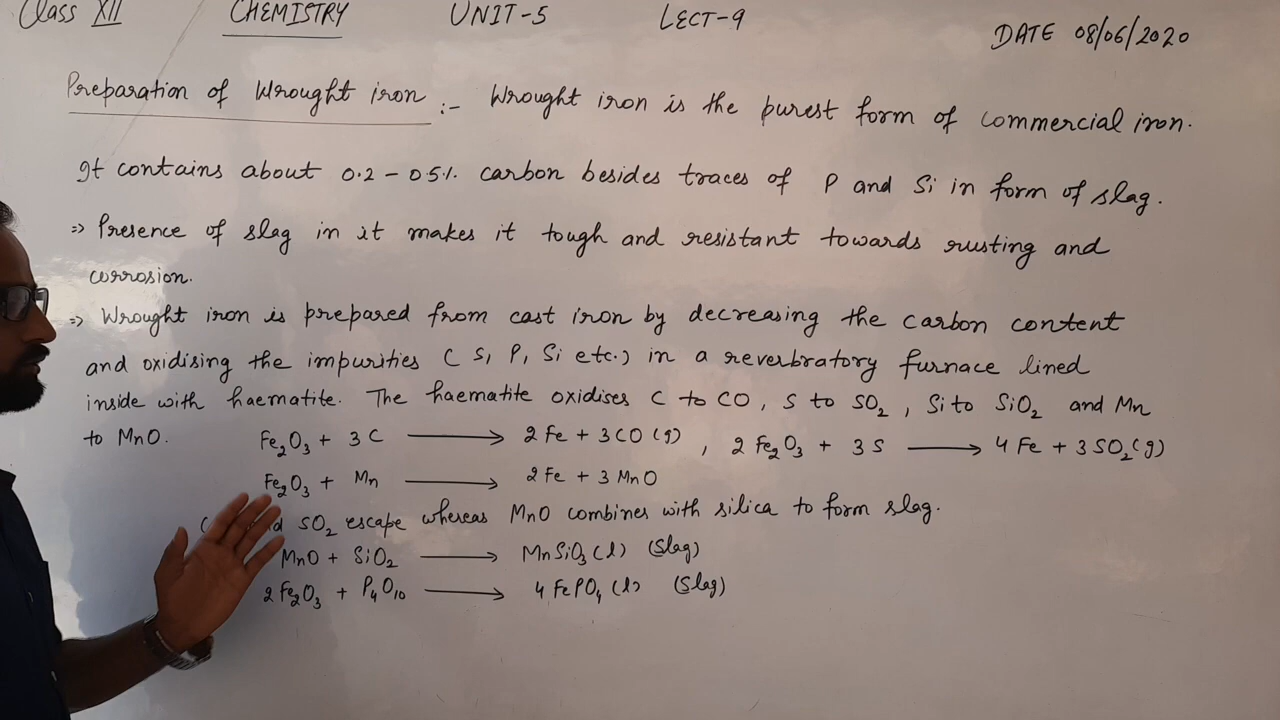 Class XII CHEMISTRY UNIT-5 LECT-9
DATE 08/06/2020
Preparation of Wrought iron :- Wrought iron is the purest form of commercial iron.
It contains about 0.2 - 05%. carbon besides traces of P and Si in form of slag.
=> Presence of slag in it makes it tough and resistant towards rusting and
corrosion.
=> Wrought iron is prepared from cast iron by decreasing the carbon content
and oxidising the impurities ( S, P, Si etc.) in a reverbratory furnace lined
inside with haematite. The haematite oxidises C to CO, S to SO₂, Si to SiO₂ and Mn
to MnO. Fe₂O₃ + 3C ⟶ 2Fe + 3CO(g) , 2Fe₂O₃ + 3S ⟶ 4Fe + 3SO₂(g)
Fe₂O₃ + Mn ⟶ 2Fe + 3MnO
SO₂ escape whereas MnO combines with silica to form slag.
MnO + SiO₂ ⟶ MnSiO₃(l) (Slag)
2Fe₂O₃ + P₄O₁₀ ⟶ 4FePO₄(l) (Slag)